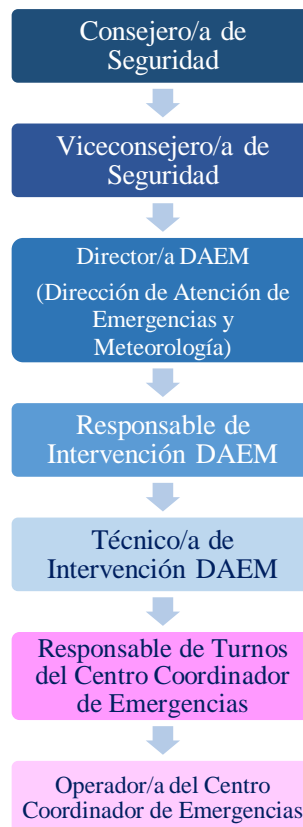 Consejero/a de
Seguridad
Viceconsejero/a de
Seguridad
Director/a DAEM
(Dirección de Atención de
Emergencias y
Meteorología)
Responsable de
Intervención DAEM
Técnico/a de
Intervención DAEM
Responsable de Turnos
del Centro Coordinador
de Emergencias
Operador/a del Centro
Coordinador de Emergencias